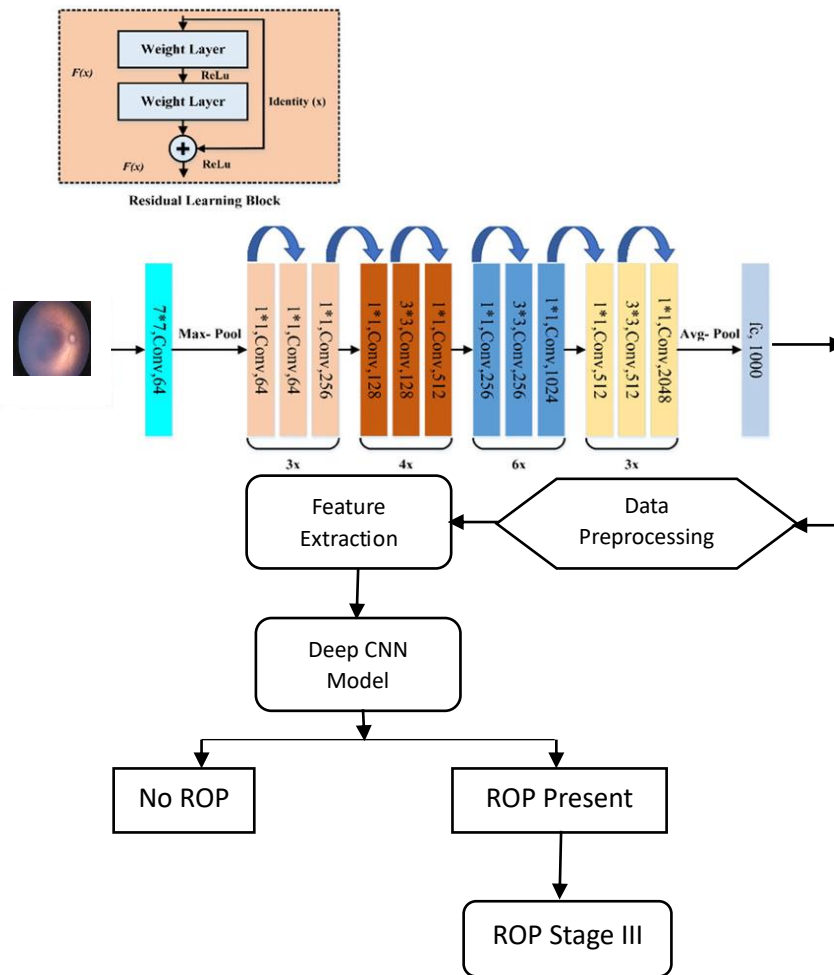 Weight Layer
F(x)
ReLu
Weight Layer
Identity (x)
F(x)
ReLu
Residual Learning Block
7*7,Conv,64
Max- Pool
1*1,Conv,64
1*1,Conv,64
1*1,Conv,256
1*1,Conv,128
3*3,Conv,128
1*1,Conv,512
1*1,Conv,256
3*3,Conv,256
1*1,Conv,1024
1*1,Conv,512
3*3,Conv,512
1*1,Conv,2048
Avg- Pool
fc, 1000
3x
4x
6x
3x
Feature
Extraction
Data
Preprocessing
Deep CNN
Model
No ROP
ROP Present
ROP Stage III